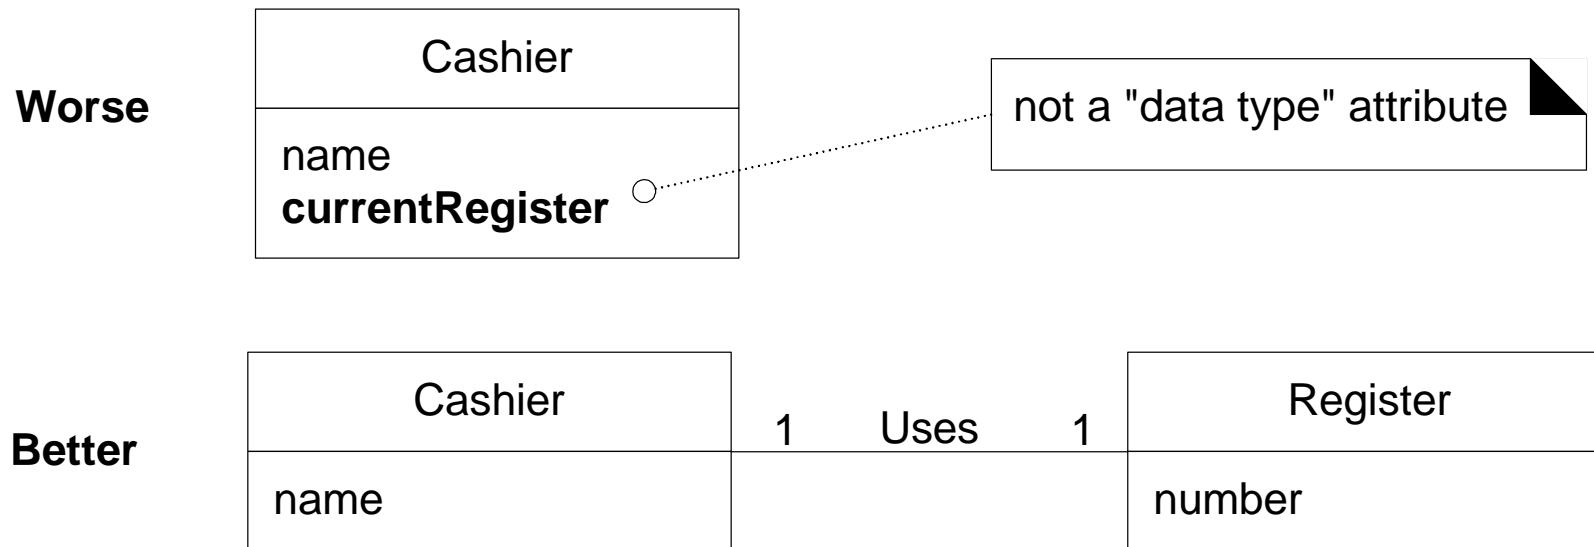 Cashier
Worse
not a "data type" attribute
name
currentRegister
Cashier
Register
Better
1 Uses 1
name
number